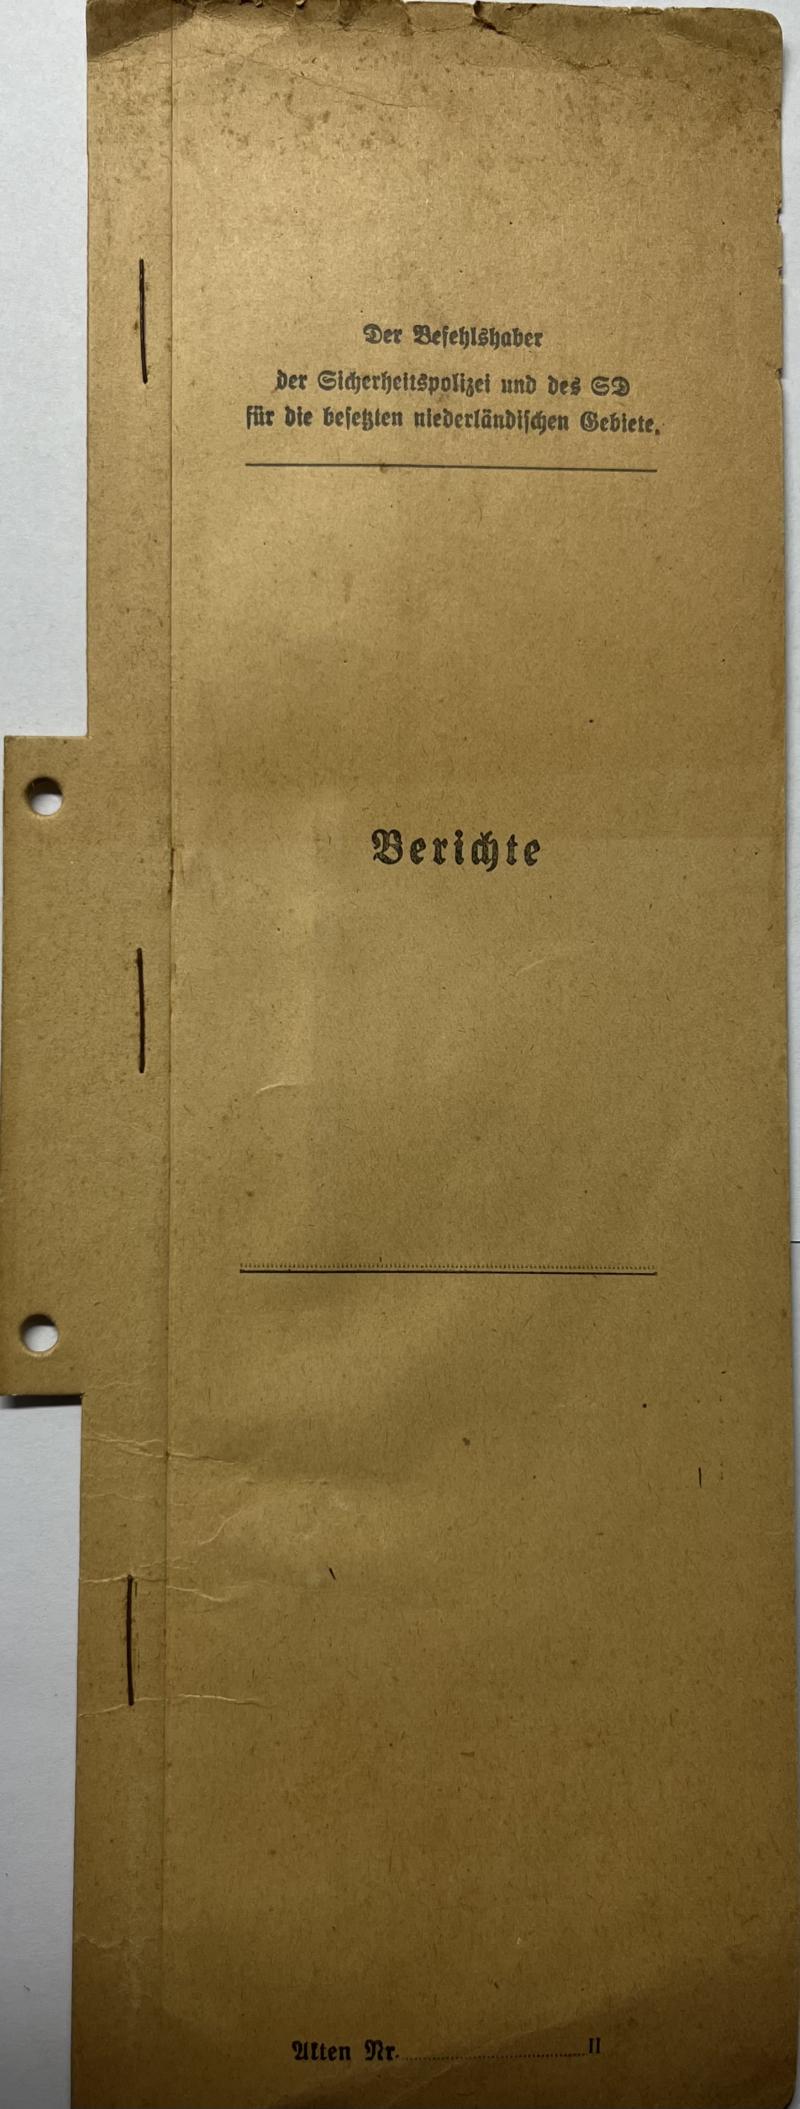 Der Befehlshaber
der Sicherheitspolizei und des SD
für die besetzten niederländischen Gebiete.
Berichte
Akten Nr. II